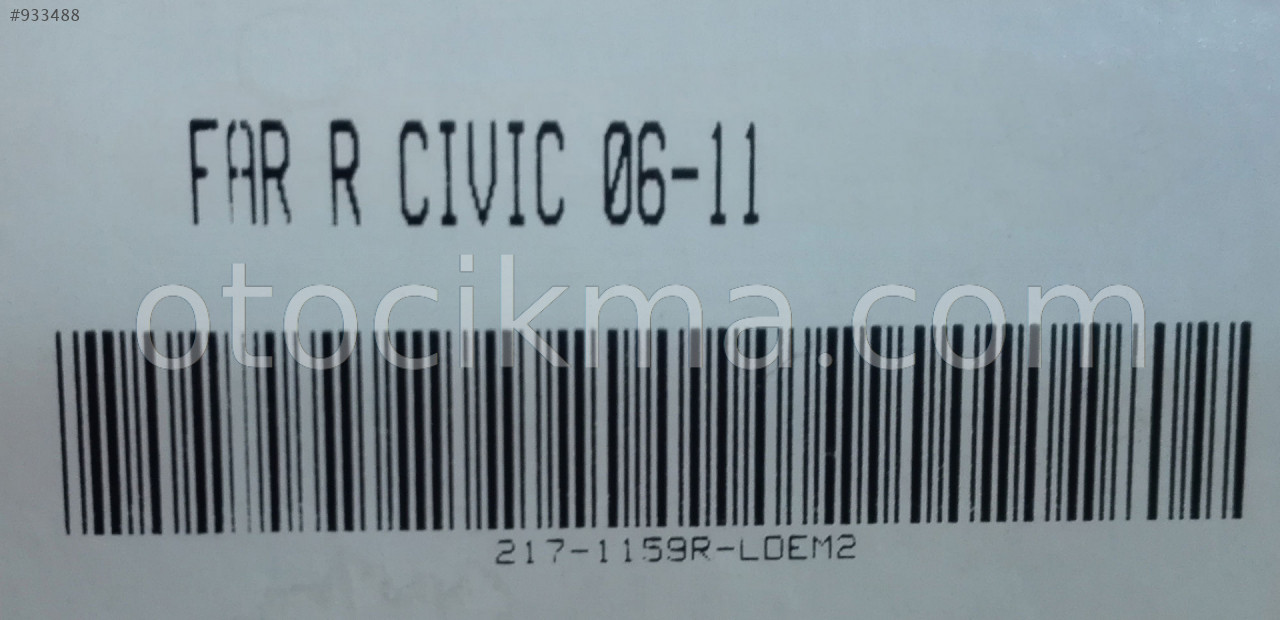 #933488
FAR R CIVIC 06-11
otocikma.com
217-1159R-LDEM2